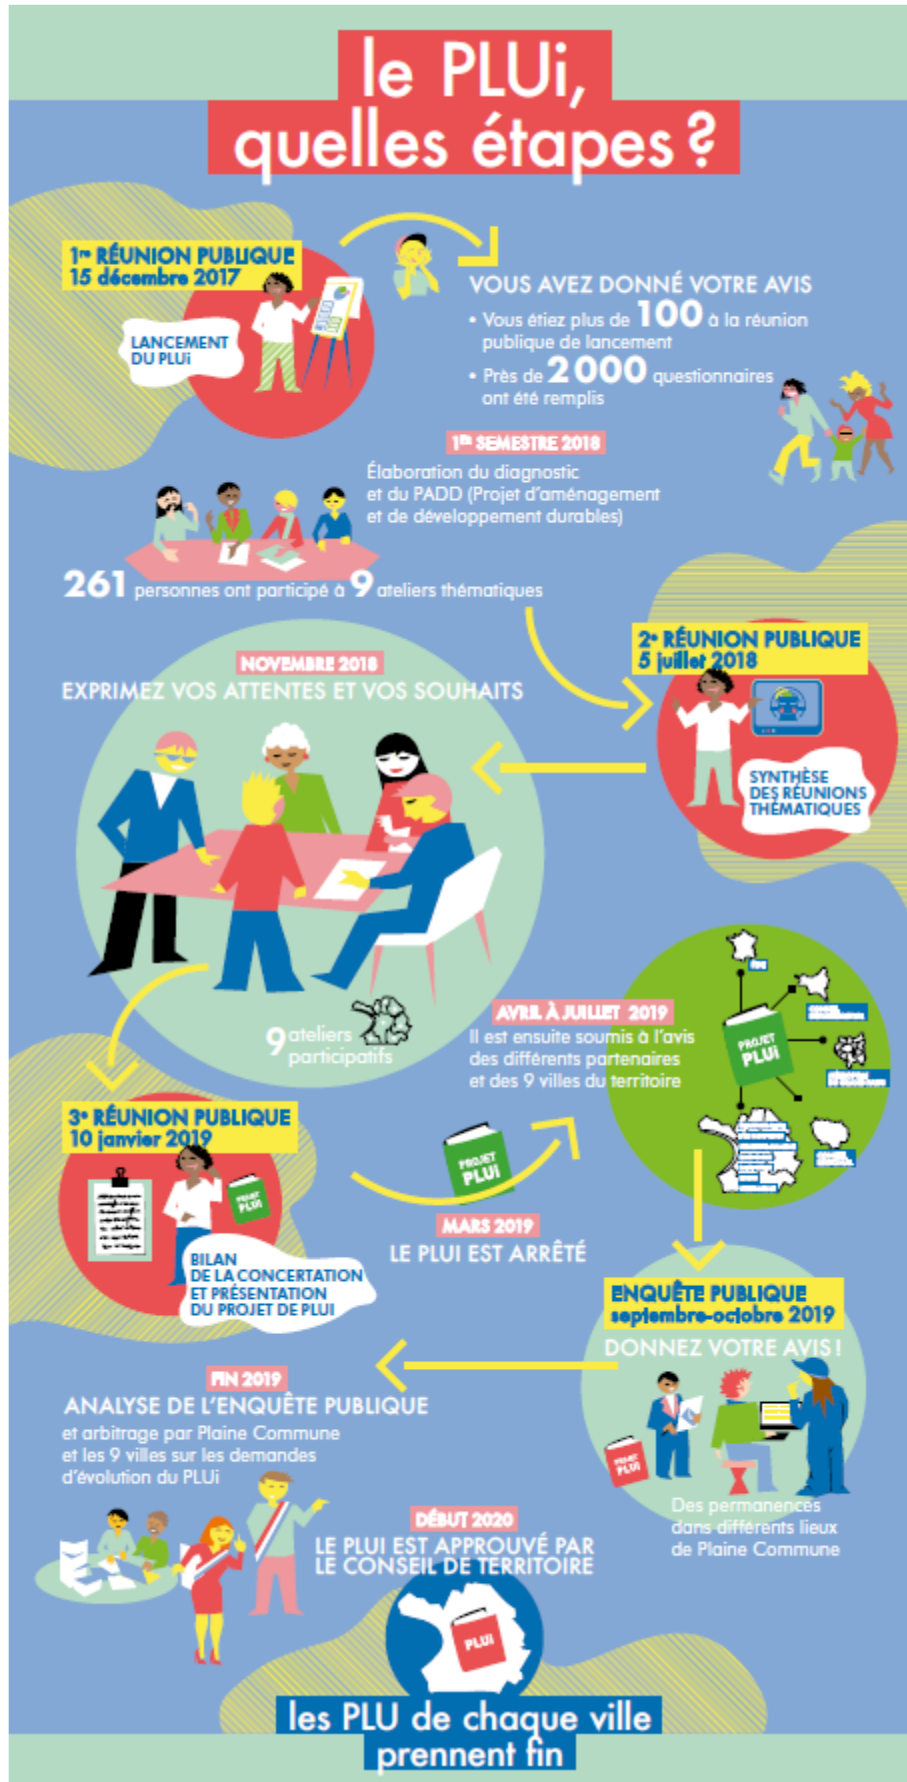 le PLUi,
quelles étapes ?
1re RÉUNION PUBLIQUE
15 décembre 2017
LANCEMENT
DU PLUi
VOUS AVEZ DONNÉ VOTRE AVIS
• Vous étiez plus de 100 à la réunion
publique de lancement
• Près de 2000 questionnaires
ont été remplis
1ER SEMESTRE 2018
Élaboration du diagnostic
et du PADD (Projet d'aménagement
et de développement durables)
261 personnes ont participé à 9 ateliers thématiques
2e RÉUNION PUBLIQUE
5 juillet 2018
SYNTHÈSE
DES RÉUNIONS
THÉMATIQUES
NOVEMBRE 2018
EXPRIMEZ VOS ATTENTES ET VOS SOUHAITS
9 ateliers
participatifs
3e RÉUNION PUBLIQUE
10 janvier 2019
PROJET
PLUi
BILAN
DE LA CONCERTATION
ET PRÉSENTATION
DU PROJET DE PLUI
PROJET
PLUi
MARS 2019
LE PLUI EST ARRÊTÉ
AVRIL À JUILLET 2019
Il est ensuite soumis à l'avis
des différents partenaires
et des 9 villes du territoire
PROJET
PLUi
ENQUÊTE PUBLIQUE
septembre-octobre 2019
DONNEZ VOTRE AVIS !
PROJET
PLUi
Des permanences
dans différents lieux
de Plaine Commune
FIN 2019
ANALYSE DE L'ENQUÊTE PUBLIQUE
et arbitrage par Plaine Commune
et les 9 villes sur les demandes
d'évolution du PLUi
DÉBUT 2020
LE PLUI EST APPROUVÉ PAR
LE CONSEIL DE TERRITOIRE
PLUi
les PLU de chaque ville
prennent fin